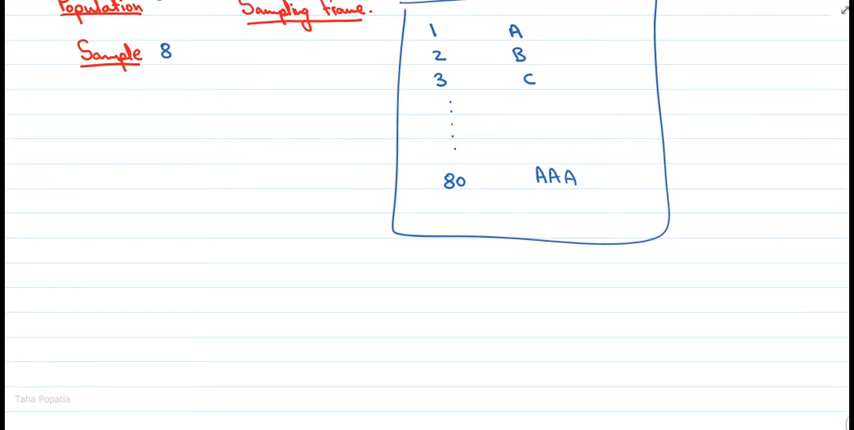 Population
Sampling Frame.
Sample 8
1 A
2 B
3 C
80 AAA
Taha Popatia